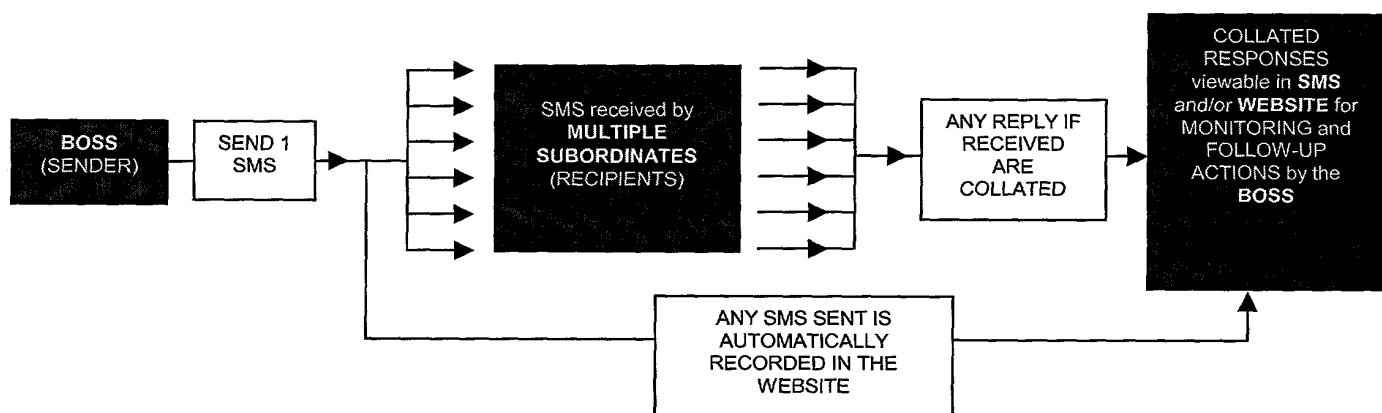 BOSS
(SENDER)
SEND 1
SMS
SMS received by
MULTIPLE
SUBORDINATES
(RECIPIENTS)
ANY REPLY IF
RECEIVED
ARE
COLLATED
COLLATED
RESPONSES
viewable in SMS
and/or WEBSITE for
MONITORING and
FOLLOW-UP
ACTIONS by the
BOSS
ANY SMS SENT IS
AUTOMATICALLY
RECORDED IN THE
WEBSITE